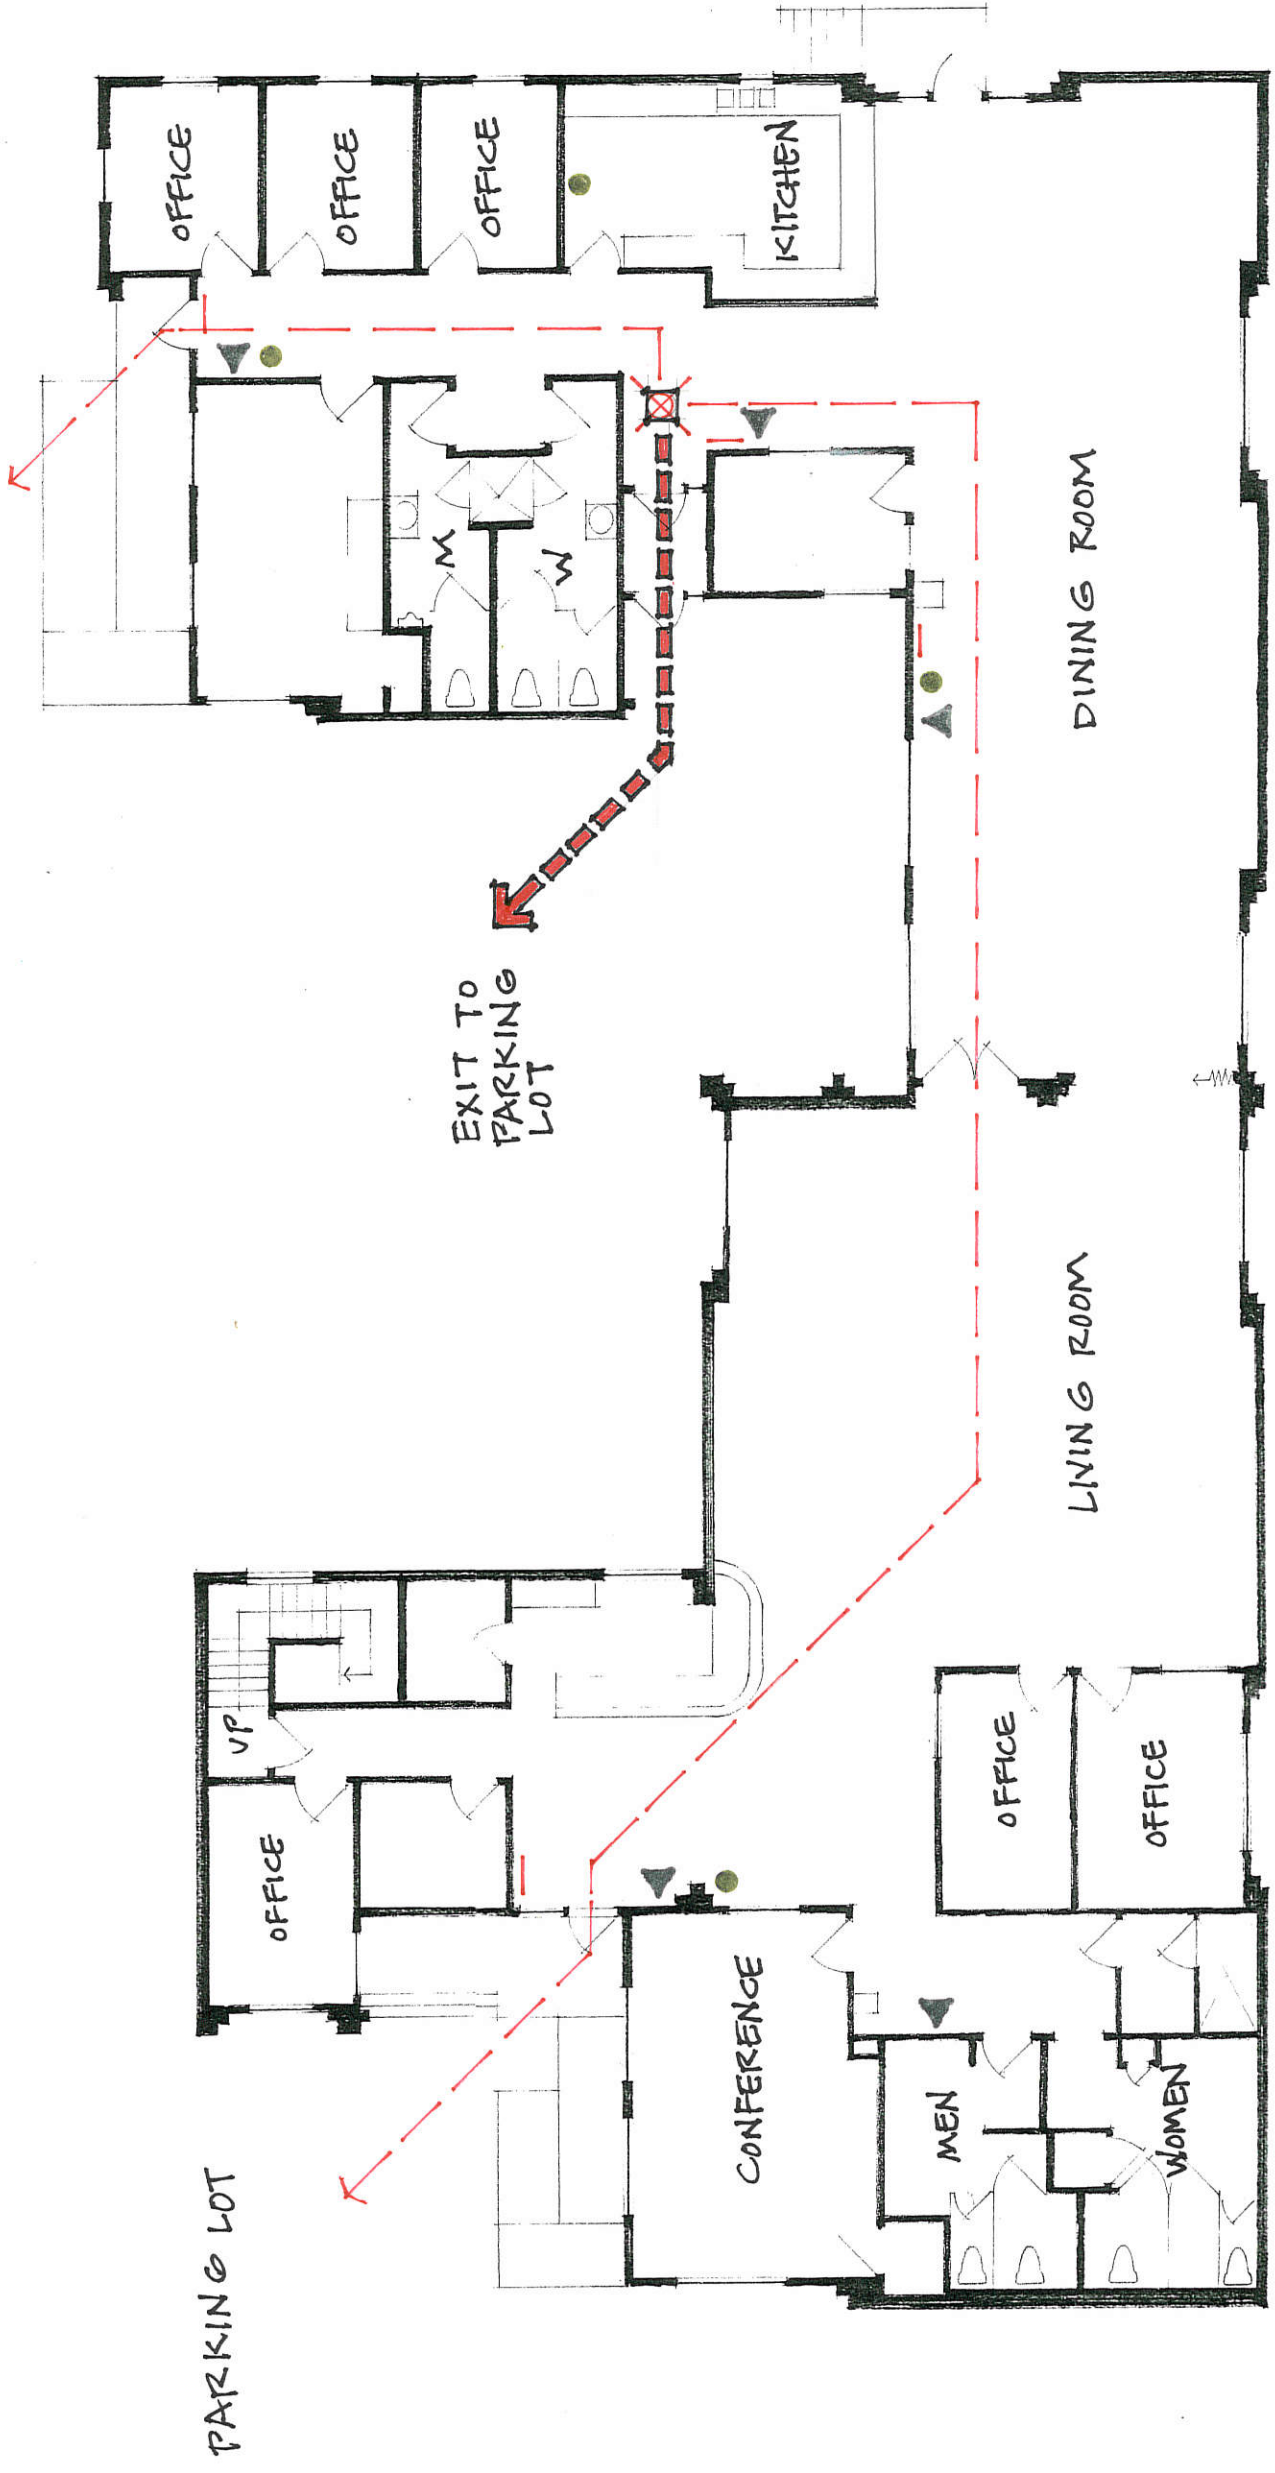 OFFICE
OFFICE
OFFICE
KITCHEN
M
W
DINING ROOM
EXIT TO
PARKING
LOT
LIVING ROOM
UP
OFFICE
OFFICE
OFFICE
CONFERENCE
MEN
WOMEN
PARKING LOT